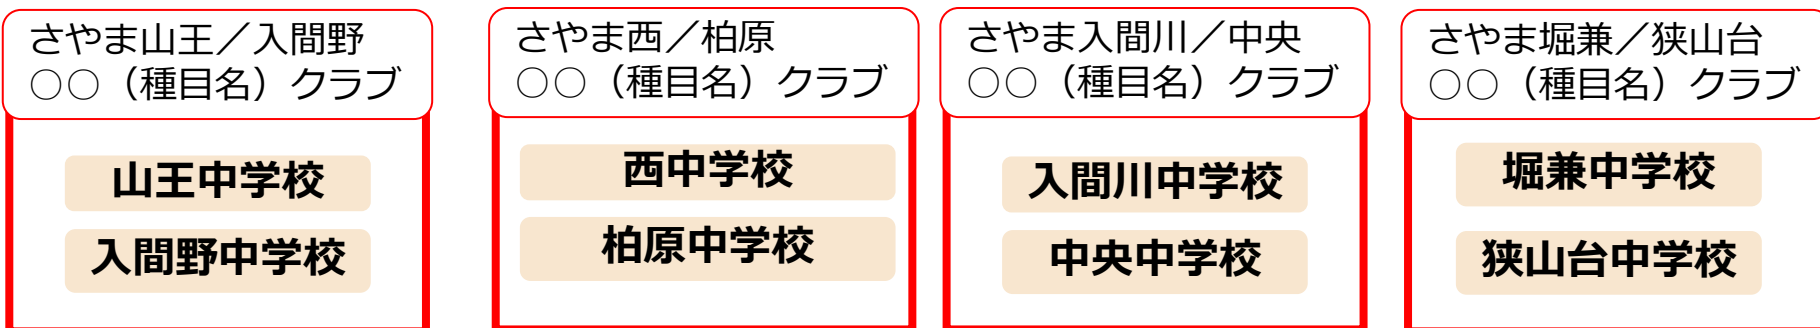 さやま山王／入間野
○○（種目名）クラブ
山王中学校
入間野中学校
さやま西／柏原
○○（種目名）クラブ
西中学校
柏原中学校
さやま入間川／中央
○○（種目名）クラブ
入間川中学校
中央中学校
さやま堀兼／狭山台
○○（種目名）クラブ
堀兼中学校
狭山台中学校